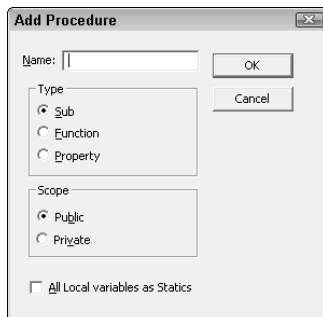 Add Procedure
Name:
OK
Cancel
Type
Sub
Function
Property
Scope
Public
Private
All Local variables as Statics